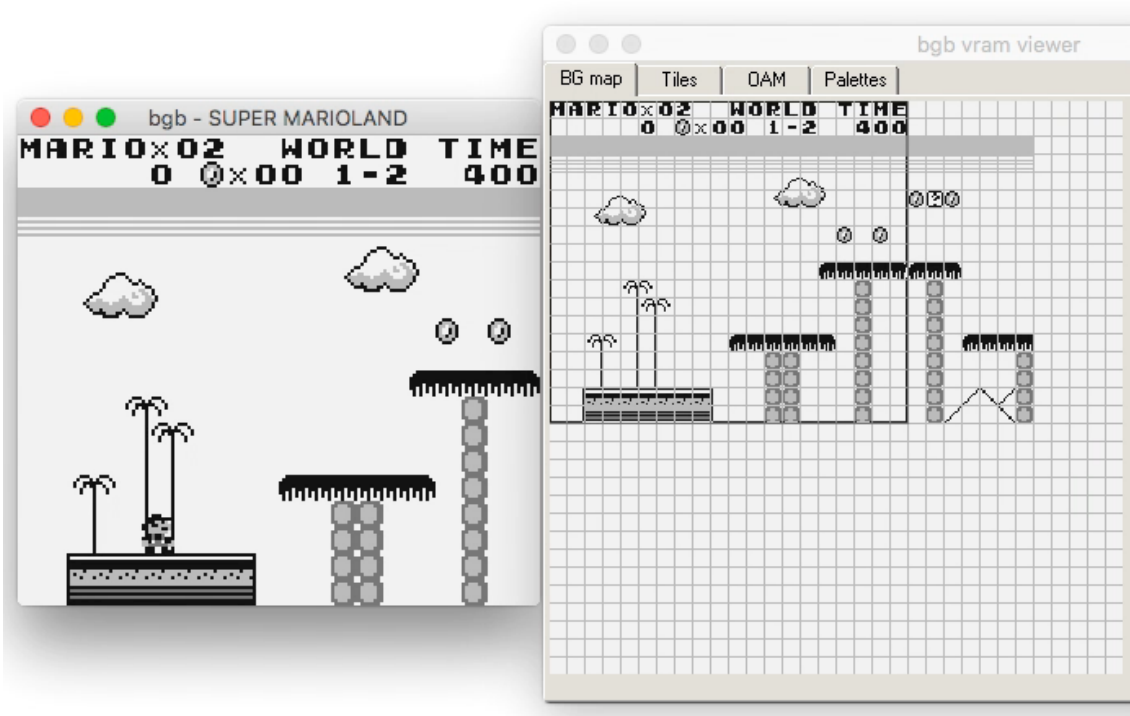 bgb - SUPER MARIOLAND
MARIO×02 WORLD TIME
0 ×00 1-2 400
bgb vram viewer
BG map Tiles OAM Palettes
MARIO×02 WORLD TIME
0 ×00 1-2 400
?